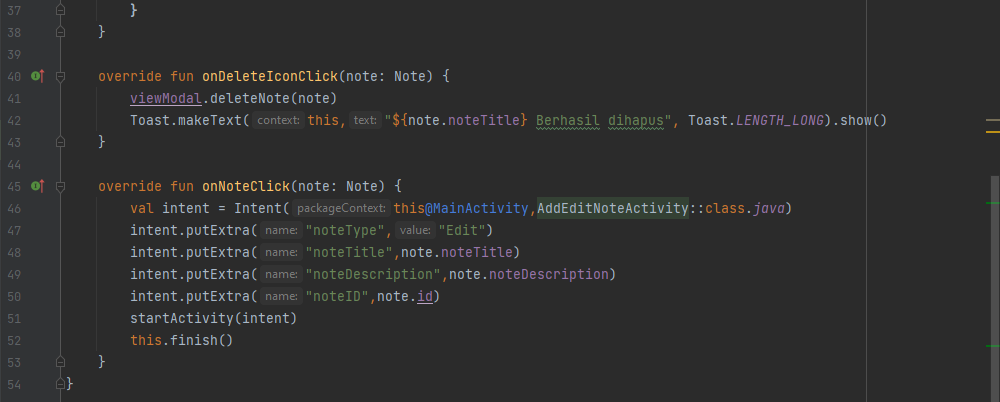 37 }
38 }
39
40 override fun onDeleteIconClick(note: Note) {
41 viewModal.deleteNote(note)
42 Toast.makeText( context: this, text: "${note.noteTitle} Berhasil dihapus", Toast.LENGTH_LONG).show()
43 }
44
45 override fun onNoteClick(note: Note) {
46 val intent = Intent( packageContext: this@MainActivity,AddEditNoteActivity::class.java)
47 intent.putExtra( name: "noteType", value: "Edit")
48 intent.putExtra( name: "noteTitle",note.noteTitle)
49 intent.putExtra( name: "noteDescription",note.noteDescription)
50 intent.putExtra( name: "noteID",note.id)
51 startActivity(intent)
52 this.finish()
53 }
54 }